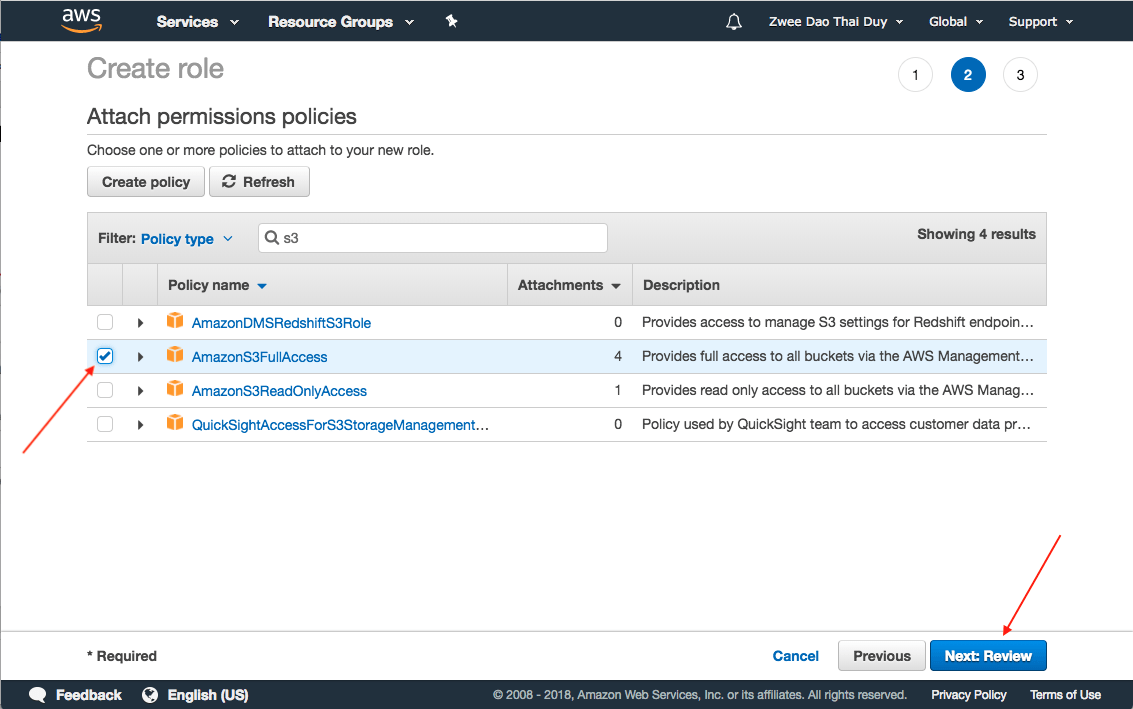 aws Services Resource Groups Zwee Dao Thai Duy Global Support
Create role
1 2 3
Attach permissions policies
Choose one or more policies to attach to your new role.
Create policy Refresh
Filter: Policy type s3 Showing 4 results
Policy name Attachments Description
AmazonDMSRedshiftS3Role 0 Provides access to manage S3 settings for Redshift endpoin…
AmazonS3FullAccess 4 Provides full access to all buckets via the AWS Management…
AmazonS3ReadOnlyAccess 1 Provides read only access to all buckets via the AWS Manag…
QuickSightAccessForS3StorageManagement… 0 Policy used by QuickSight team to access customer data pr…
* Required Cancel Previous Next: Review
Feedback English (US) © 2008 - 2018, Amazon Web Services, Inc. or its affiliates. All rights reserved. Privacy Policy Terms of Use